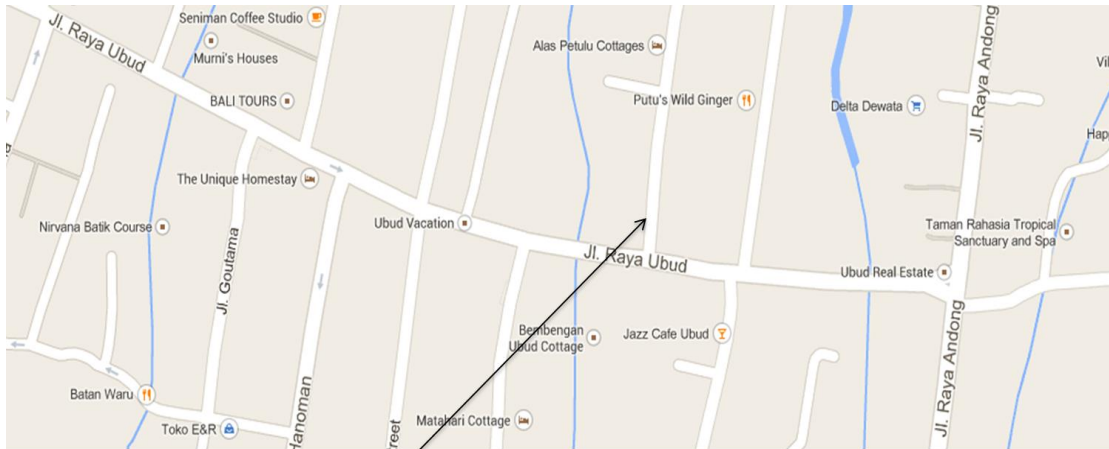 Jl. Raya Ubud
Seniman Coffee Studio
Murni's Houses
BALI TOURS
The Unique Homestay
Nirvana Batik Course
Jl. Goutama
Batan Waru
Toko E&R
Hanoman
reet
Ubud Vacation
Alas Petulu Cottages
Putu's Wild Ginger
Jl. Raya Ubud
Bembengan
Ubud Cottage
Jazz Cafe Ubud
Matahari Cottage
Delta Dewata
Jl. Raya Andong
Vil
Happ
Taman Rahasia Tropical
Sanctuary and Spa
Ubud Real Estate
Jl. Raya Andong